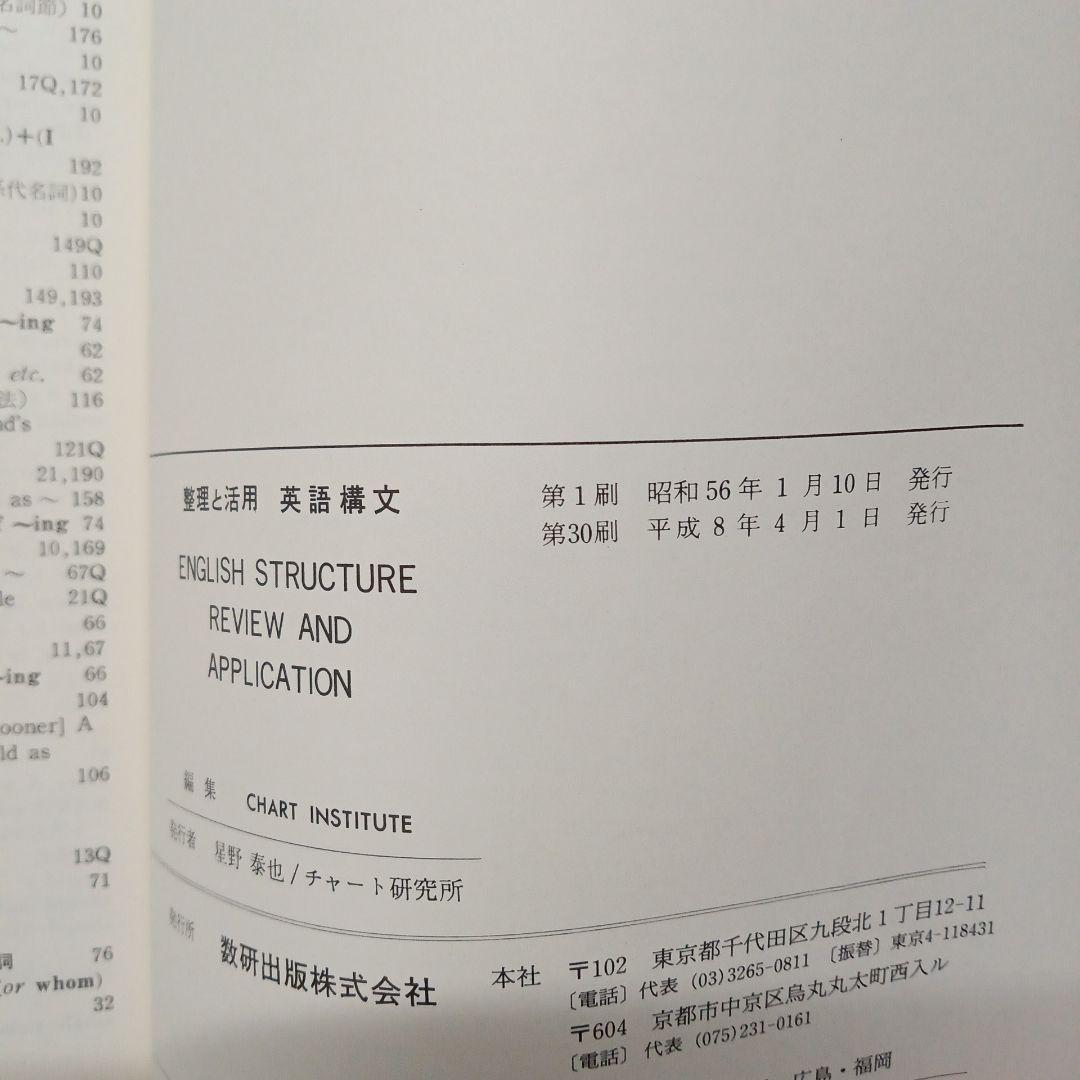 名詞節) 10
～ 176
10
17Q,172
10
.)+(I
192
係代名詞)10
10
149Q
110
149,193
～ing 74
62
etc. 62
法) 116
nd's
121Q
21,190
as～ 158
～ing 74
10,169
～ 67Q
le 21Q
66
11,67
-ing 66
104
ooner] A
ld as
106
13Q
71
詞 76
(or whom)
32
整理と活用 英語構文
ENGLISH STRUCTURE
REVIEW AND
APPLICATION
第1刷 昭和56年 1 月10日 発行
第30刷 平成 8 年 4 月 1 日 発行
編集 CHART INSTITUTE
発行者 星野 泰也/チャート研究所
発行所 数研出版株式会社
本社 〒102 東京都千代田区九段北1丁目12-11
〔電話〕代表 (03)3265-0811 〔振替〕東京4-118431
〒604 京都市中京区烏丸丸太町西入ル
〔電話〕代表 (075)231-0161
広島・福岡